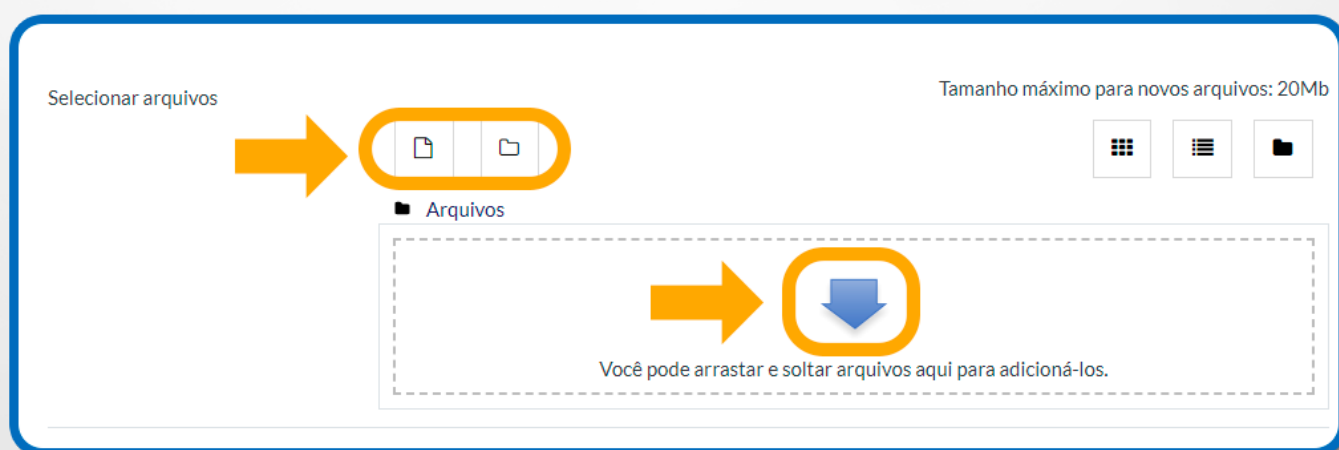 Selecionar arquivos
Tamanho máximo para novos arquivos: 20Mb
Arquivos
Você pode arrastar e soltar arquivos aqui para adicioná-los.